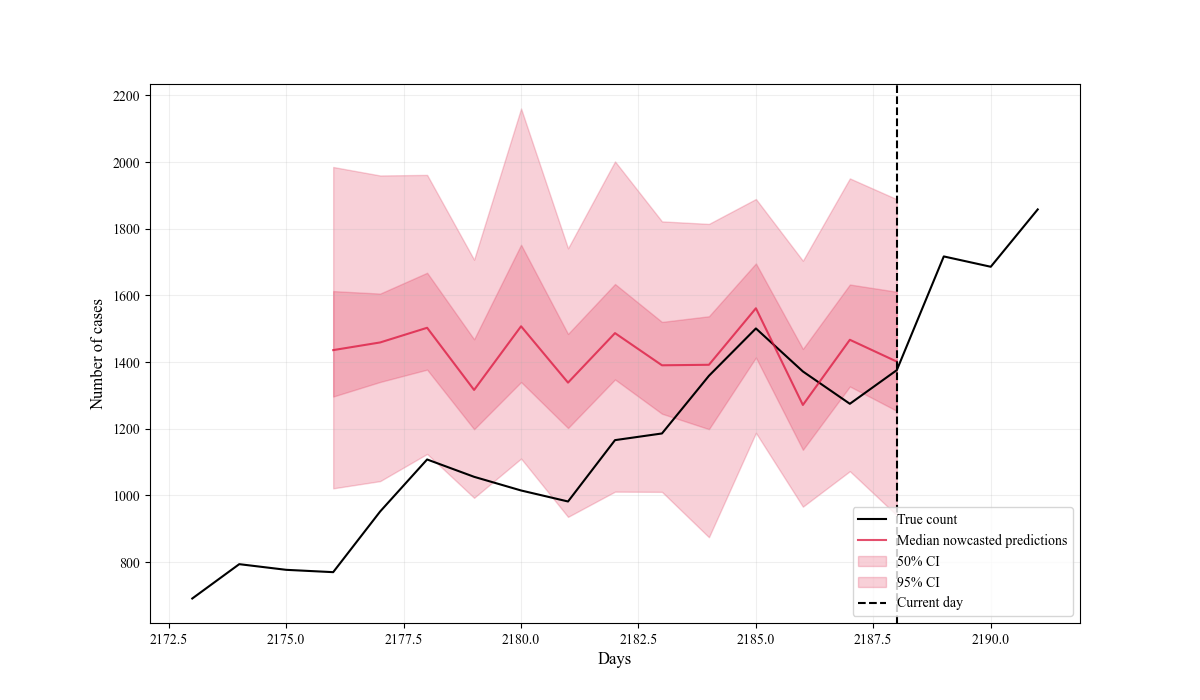 2200
2000
1800
1600
1400
1200
1000
800
Number of cases
2172.5
2175.0
2177.5
2180.0
2182.5
2185.0
2187.5
2190.0
Days
True count
Median nowcasted predictions
50% CI
95% CI
Current day